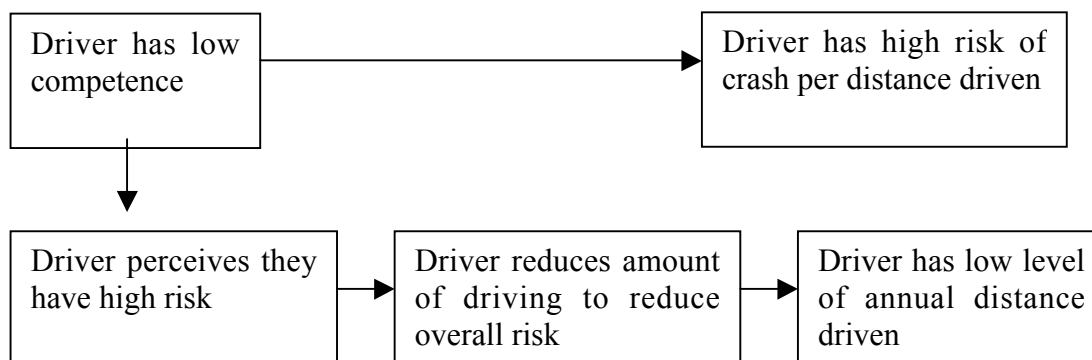 Driver has low
competence
Driver has high risk of
crash per distance driven
Driver perceives they
have high risk
Driver reduces amount
of driving to reduce
overall risk
Driver has low level
of annual distance
driven